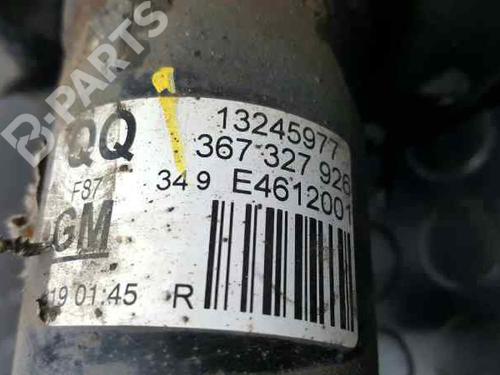 B-PARTS
13245977
QQ 367 327 926
F87 349 E4612001
GM
19 01:45 R